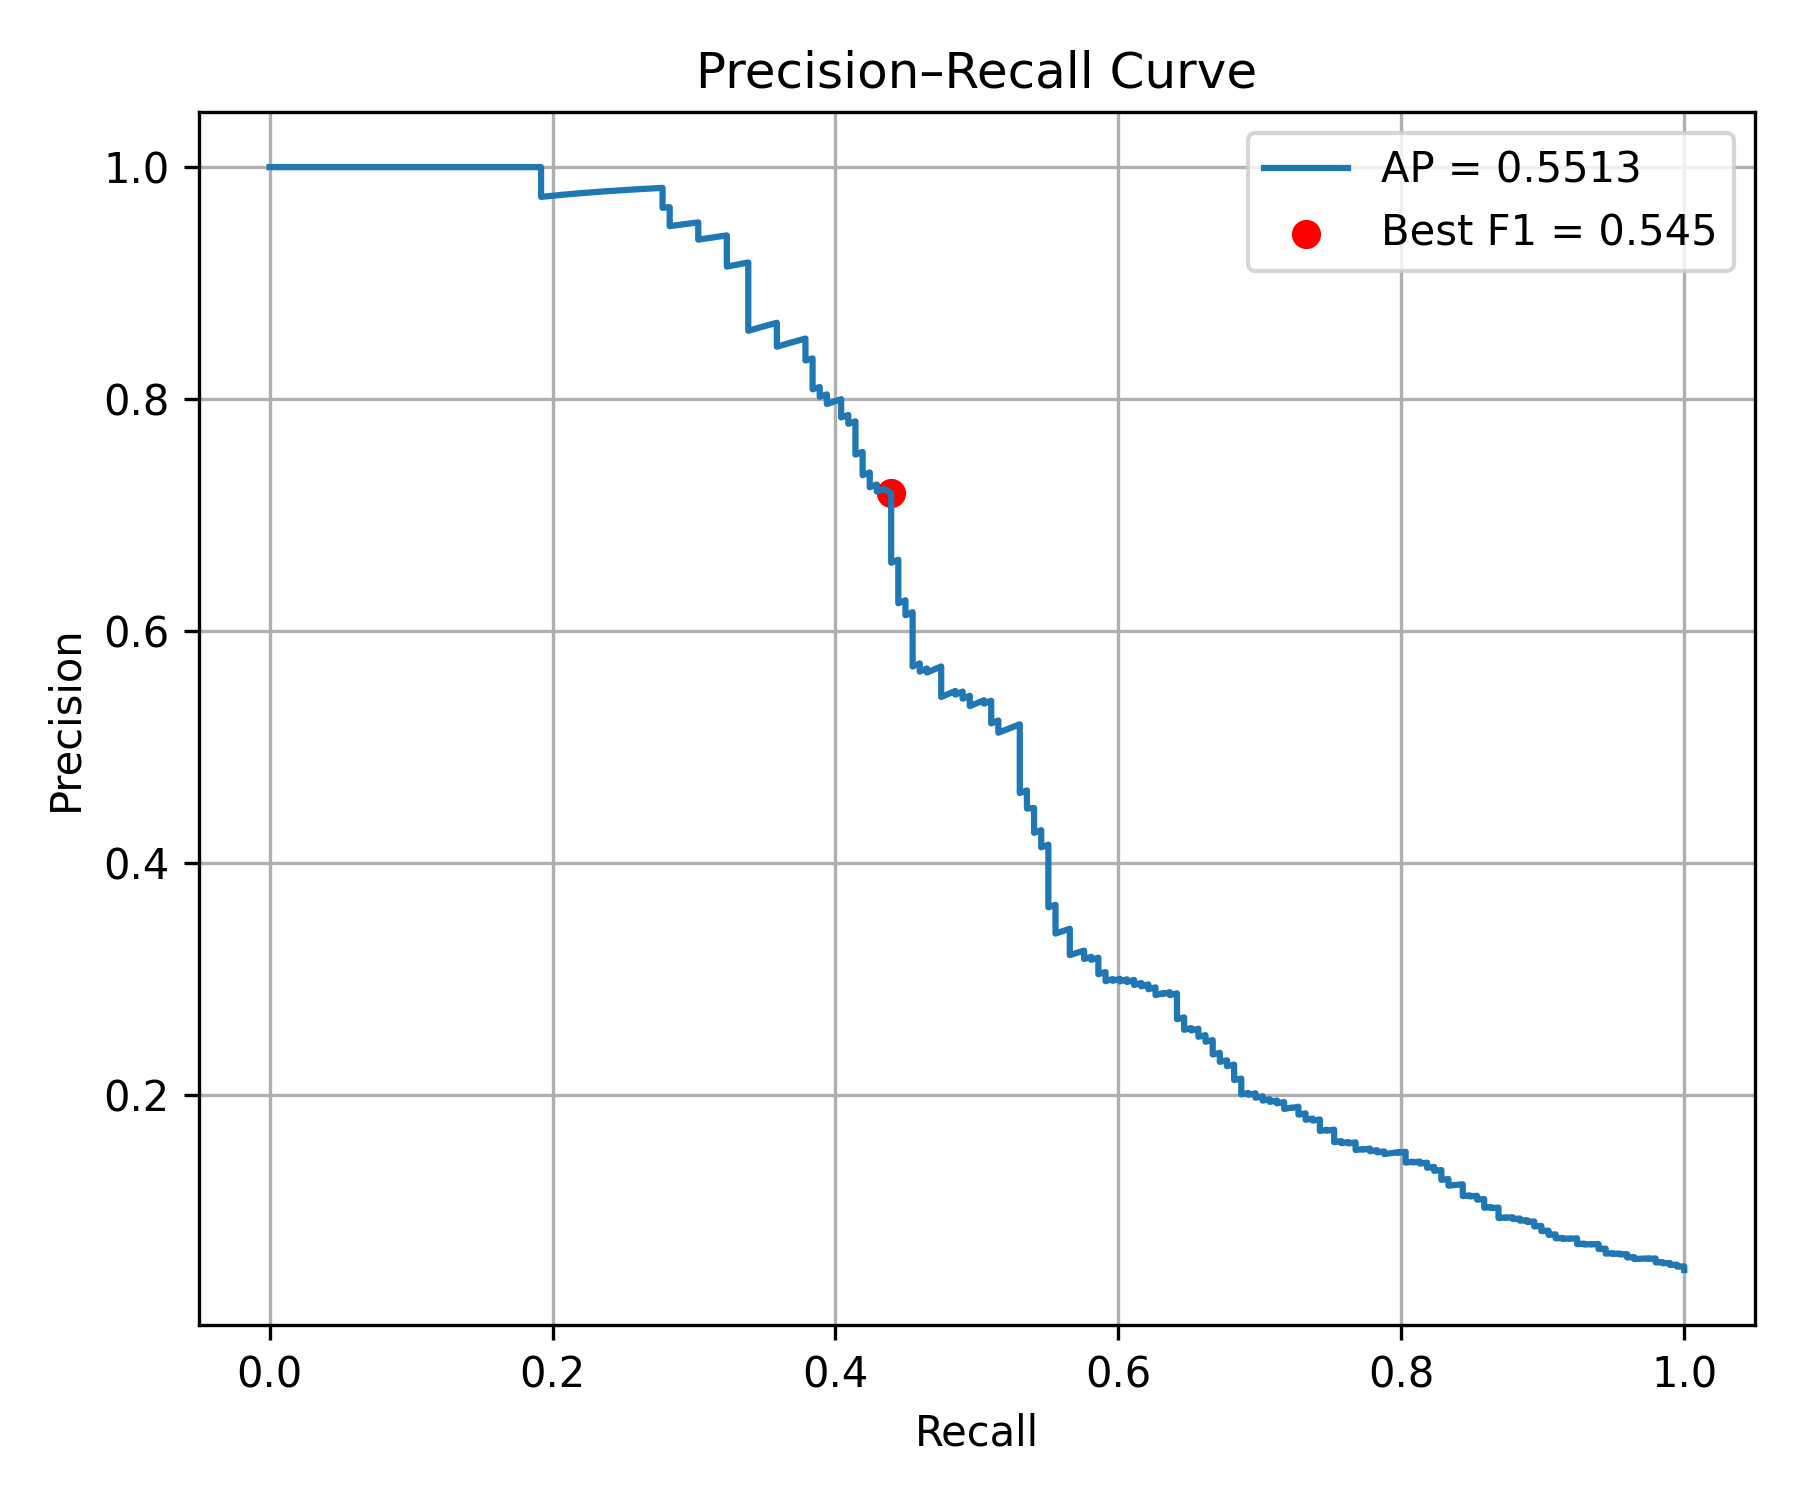 Precision–Recall Curve
AP = 0.5513
Best F1 = 0.545
1.0
0.8
0.6
0.4
0.2
Precision
0.0 0.2 0.4 0.6 0.8 1.0
Recall